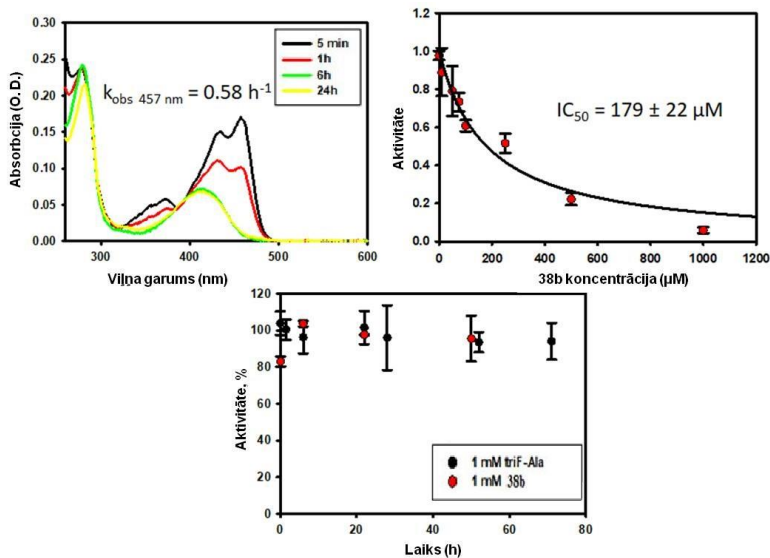 0.30
0.25
0.20
0.15
0.10
0.05
0.00
Absorbcija (O. D.)
5 min
1h
6h
24h
k_obs 457 nm = 0.58 h⁻¹
300 400 500 600
Viļņa garums (nm)
1.2
1.0
0.8
0.6
0.4
0.2
0.0
Aktivitāte
IC₅₀ = 179 ± 22 µM
0 200 400 600 800 1000 1200
38b koncentrācija (µM)
120
100
80
60
40
20
0
Aktivitāte, %
1 mM triF-Ala
1 mM 38b
0 20 40 60 80
Laiks (h)